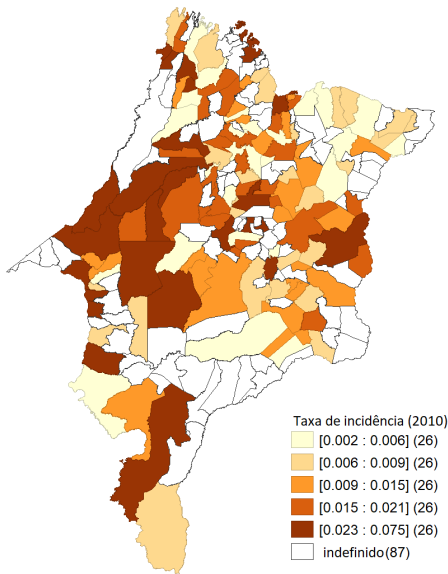 Taxa de incidência (2010)
[0.002 : 0.006] (26)
[0.006 : 0.009] (26)
[0.009 : 0.015] (26)
[0.015 : 0.021] (26)
[0.023 : 0.075] (26)
indefinido(87)